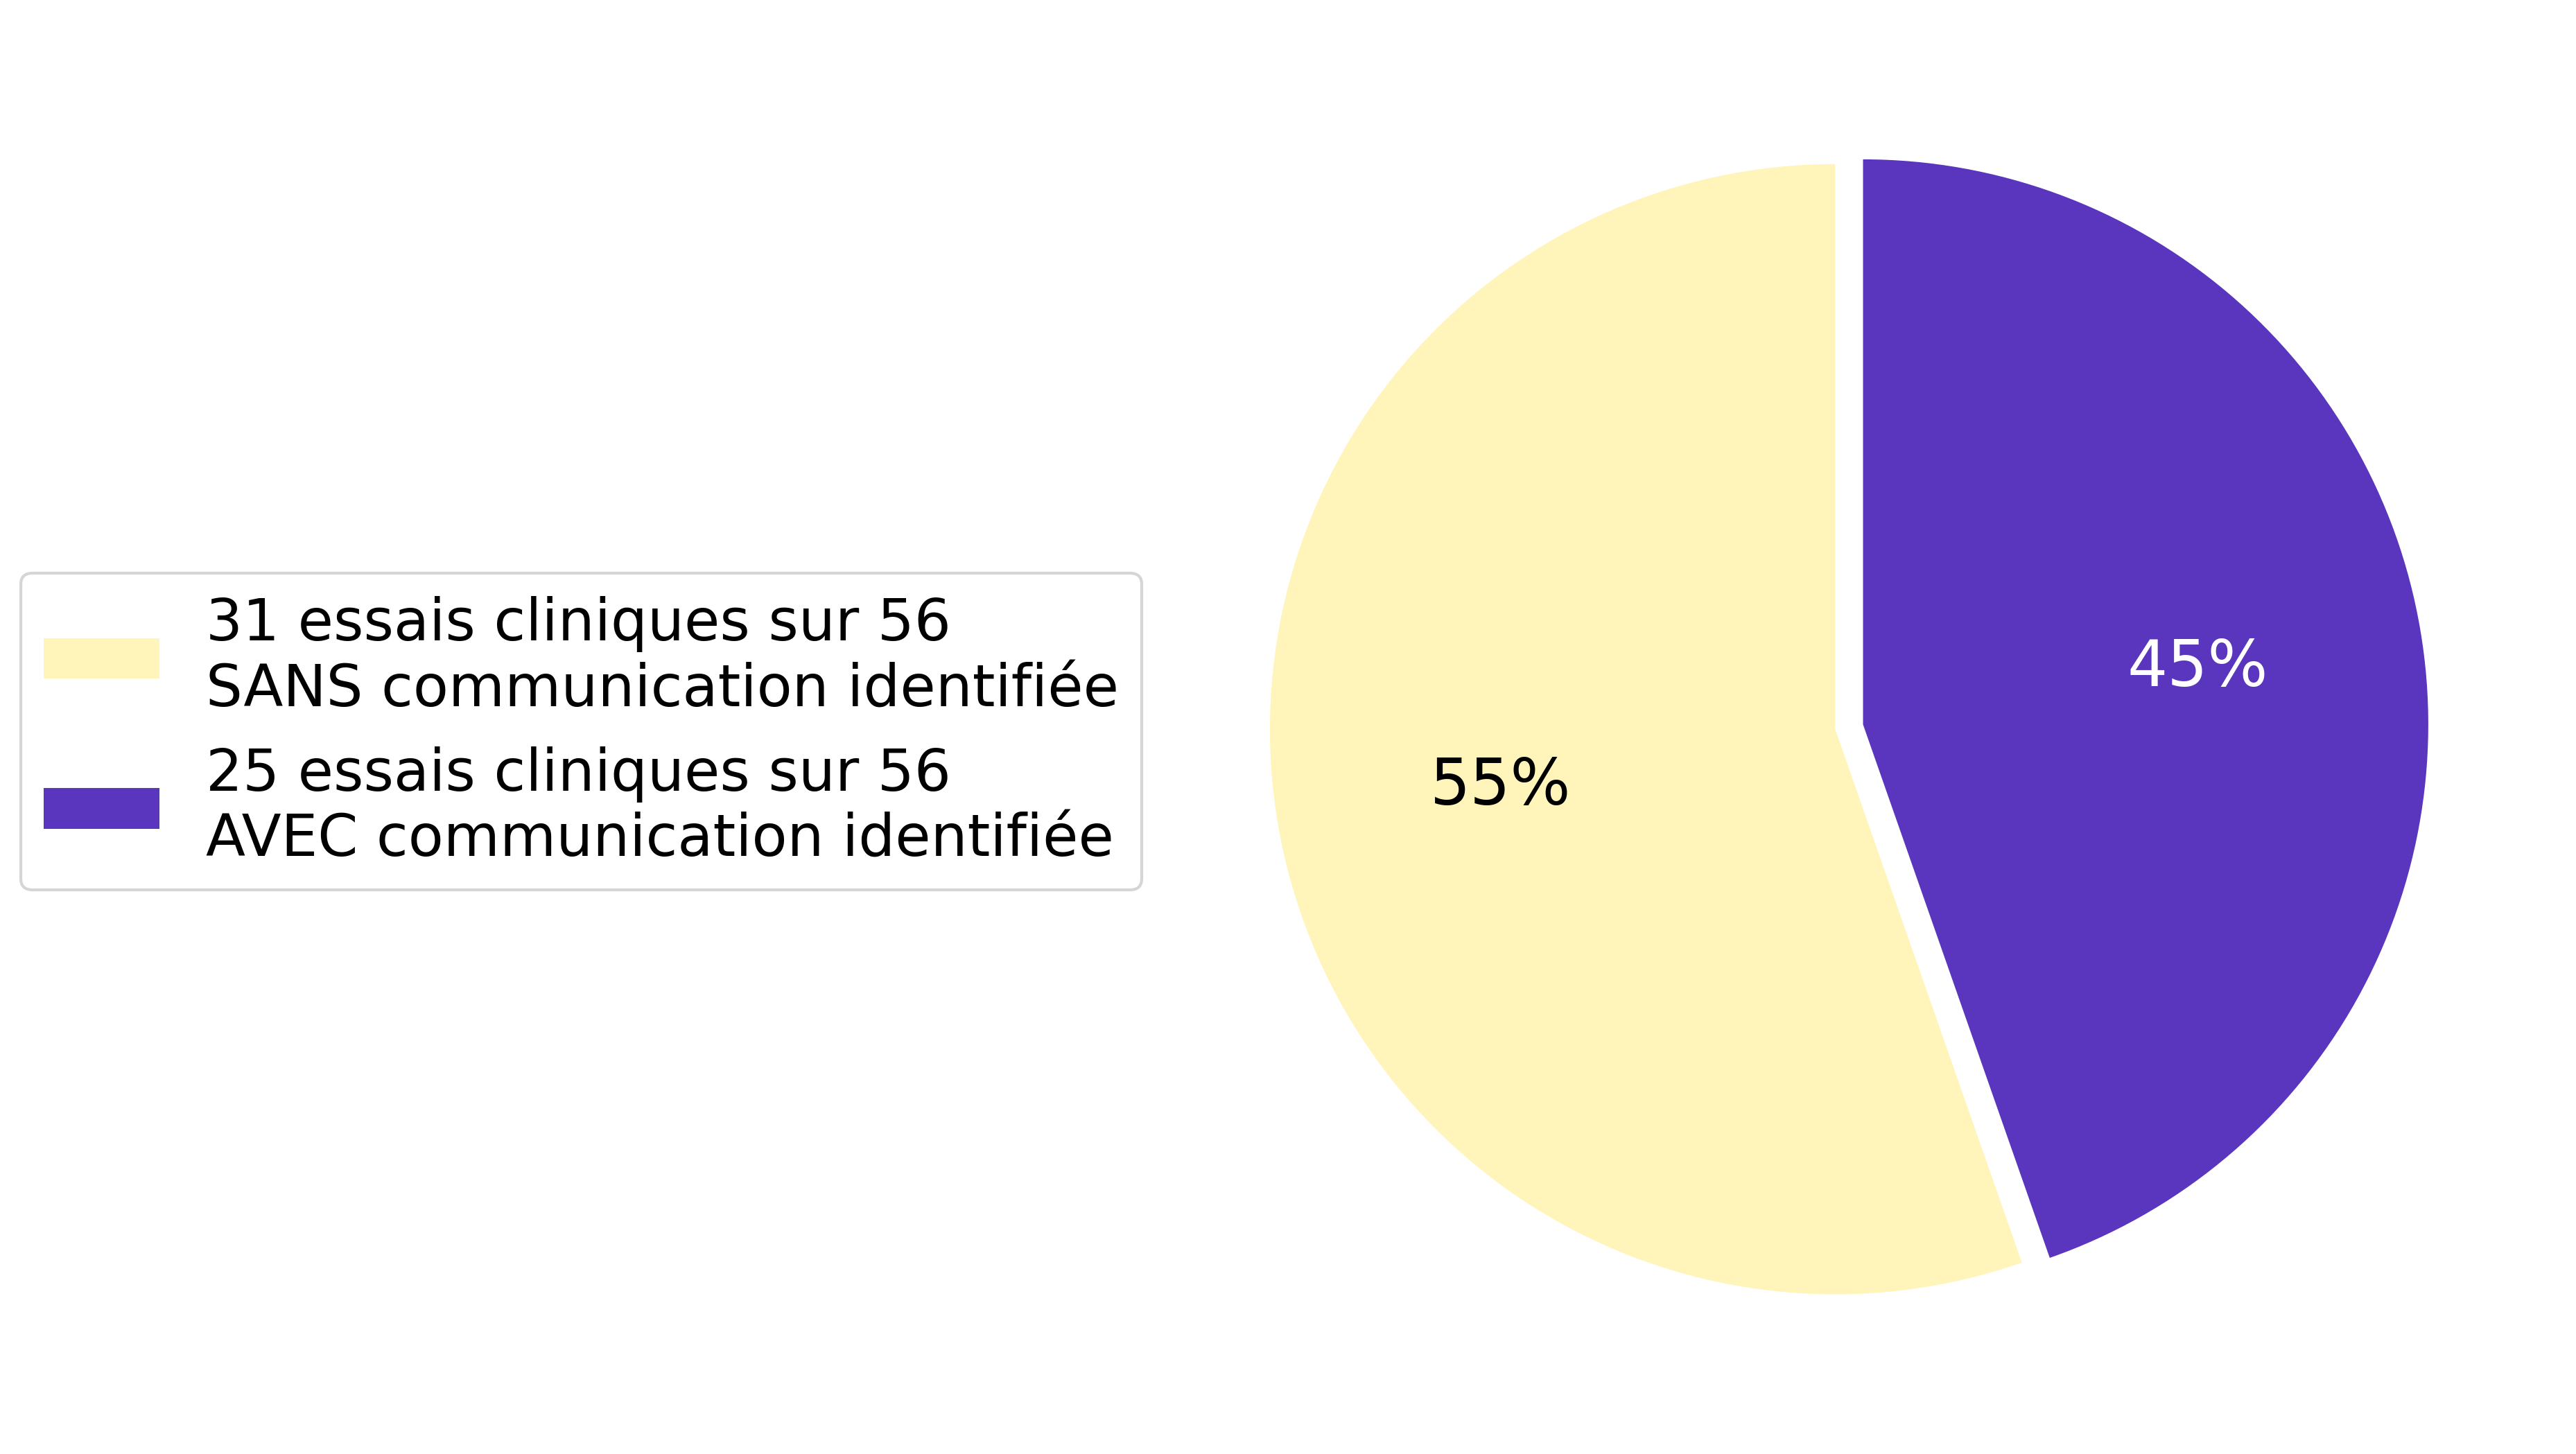 31 essais cliniques sur 56
SANS communication identifiée
25 essais cliniques sur 56
AVEC communication identifiée
55%
45%